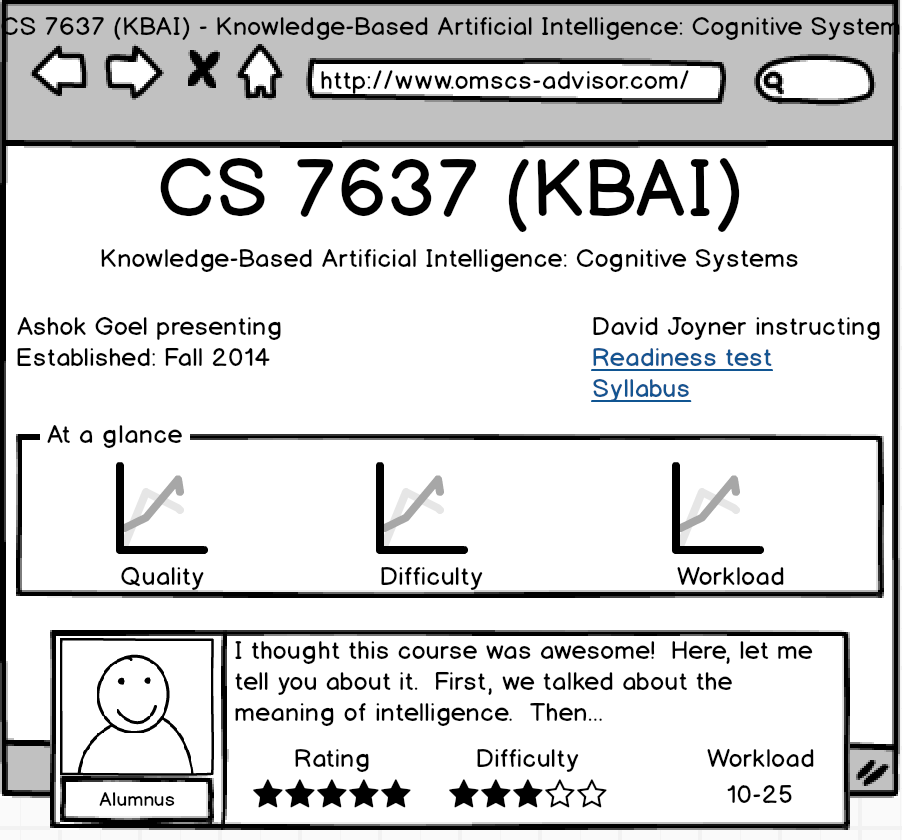 CS 7637 (KBAI) - Knowledge-Based Artificial Intelligence: Cognitive System
http://www.omscs-advisor.com/
CS 7637 (KBAI)
Knowledge-Based Artificial Intelligence: Cognitive Systems
Ashok Goel presenting
Established: Fall 2014
David Joyner instructing
Readiness test
Syllabus
At a glance
Quality
Difficulty
Workload
I thought this course was awesome!  Here, let me
tell you about it.  First, we talked about the
meaning of intelligence.  Then...
Rating
Difficulty
Workload
10-25
Alumnus